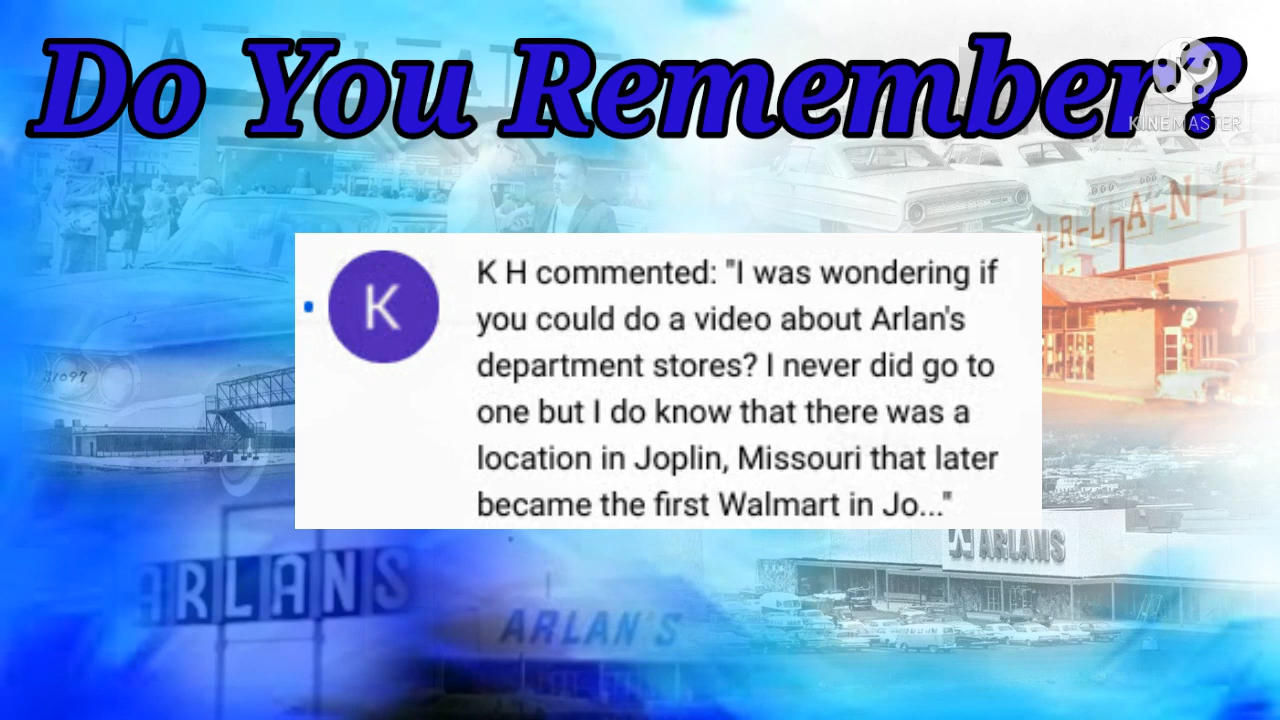 Do You Remember?
KINEMASTER
A-R-L-A-N-S
K
K H commented: "I was wondering if
you could do a video about Arlan's
department stores? I never did go to
one but I do know that there was a
location in Joplin, Missouri that later
became the first Walmart in Jo..."
31097
ARLANS
ARLANS
ARLAN'S